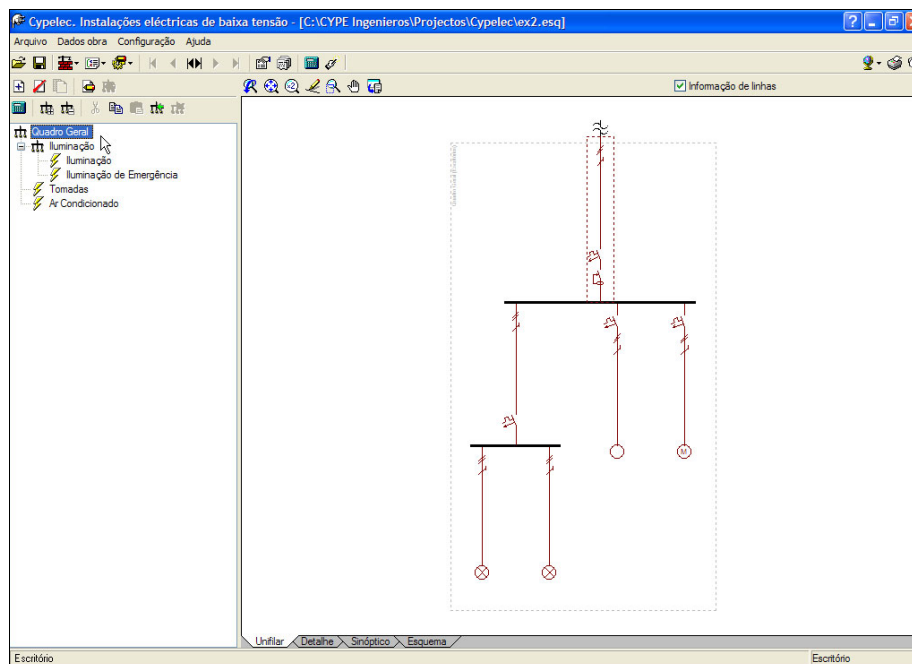 Cypelec. Instalações eléctricas de baixa tensão - [C:\CYPE Ingenieros\Projectos\Cypelec\ex2.esq]
Arquivo Dados obra Configuração Ajuda
Informação de linhas
Quadro Geral
Iluminação
Iluminação
Iluminação de Emergência
Tomadas
Ar Condicionado
M
Unifilar Detalhe Sinóptico Esquema
Escritório Escritório